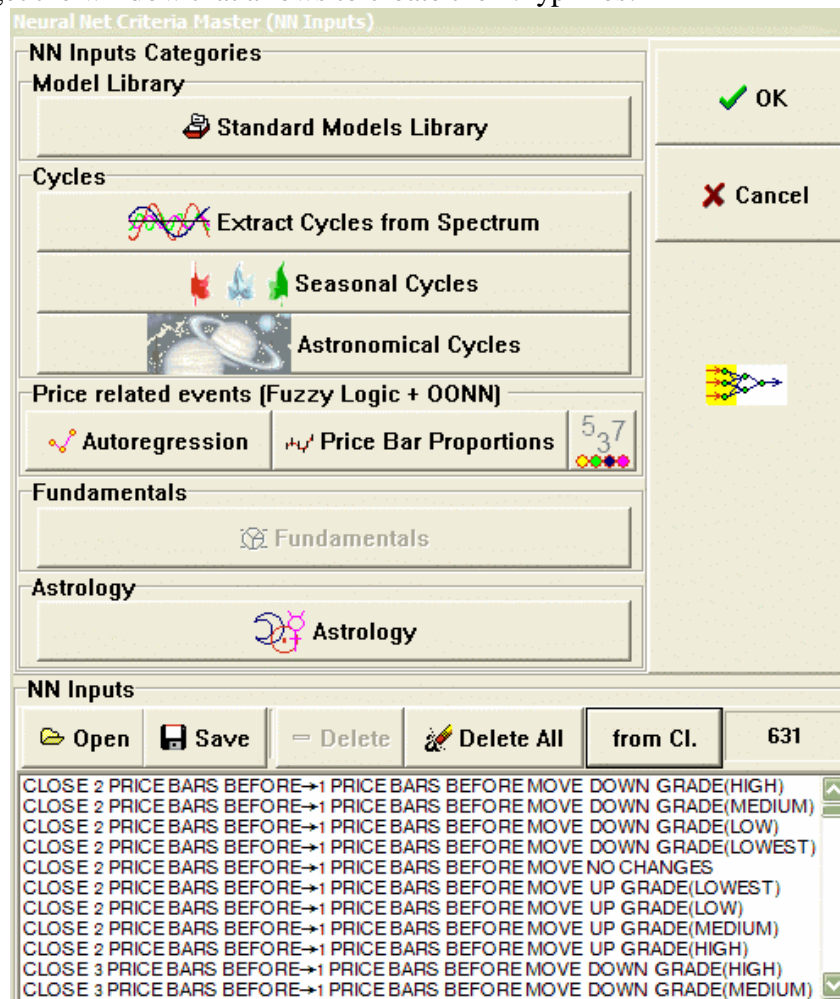 Neural Net Criteria Master (NN Inputs)
NN Inputs Categories
Model Library
Standard Models Library
OK
Cancel
Cycles
Extract Cycles from Spectrum
Seasonal Cycles
Astronomical Cycles
Price related events (Fuzzy Logic + OONN)
Autoregression
Price Bar Proportions
537
Fundamentals
Fundamentals
Astrology
Astrology
NN Inputs
Open Save Delete Delete All from Cl. 631
CLOSE 2 PRICE BARS BEFORE→1 PRICE BARS BEFORE MOVE DOWN GRADE(HIGH)
CLOSE 2 PRICE BARS BEFORE→1 PRICE BARS BEFORE MOVE DOWN GRADE(MEDIUM)
CLOSE 2 PRICE BARS BEFORE→1 PRICE BARS BEFORE MOVE DOWN GRADE(LOW)
CLOSE 2 PRICE BARS BEFORE→1 PRICE BARS BEFORE MOVE DOWN GRADE(LOWEST)
CLOSE 2 PRICE BARS BEFORE→1 PRICE BARS BEFORE MOVE NO CHANGES
CLOSE 2 PRICE BARS BEFORE→1 PRICE BARS BEFORE MOVE UP GRADE(LOWEST)
CLOSE 2 PRICE BARS BEFORE→1 PRICE BARS BEFORE MOVE UP GRADE(LOW)
CLOSE 2 PRICE BARS BEFORE→1 PRICE BARS BEFORE MOVE UP GRADE(MEDIUM)
CLOSE 2 PRICE BARS BEFORE→1 PRICE BARS BEFORE MOVE UP GRADE(HIGH)
CLOSE 3 PRICE BARS BEFORE→1 PRICE BARS BEFORE MOVE DOWN GRADE(HIGH)
CLOSE 3 PRICE BARS BEFORE→1 PRICE BARS BEFORE MOVE DOWN GRADE(MEDIUM)